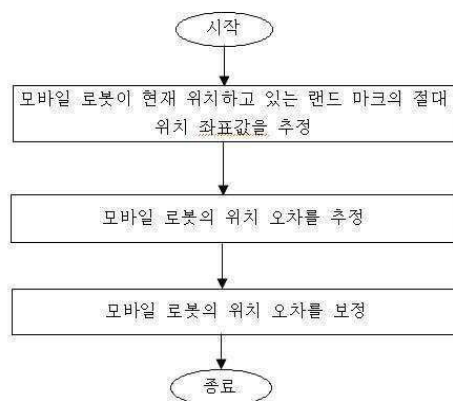 시작
모바일 로봇이 현재 위치하고 있는 랜드 마크의 절대
위치 좌표값을 추정
모바일 로봇의 위치 오차를 추정
모바일 로봇의 위치 오차를 보정
종료